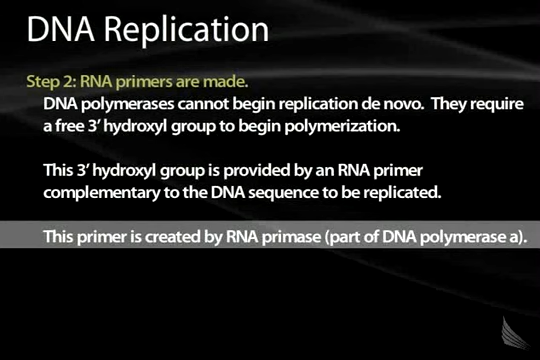 DNA Replication
Step 2: RNA primers are made.
DNA polymerases cannot begin replication de novo. They require
a free 3’ hydroxyl group to begin polymerization.
This 3’ hydroxyl group is provided by an RNA primer
complementary to the DNA sequence to be replicated.
This primer is created by RNA primase (part of DNA polymerase a).